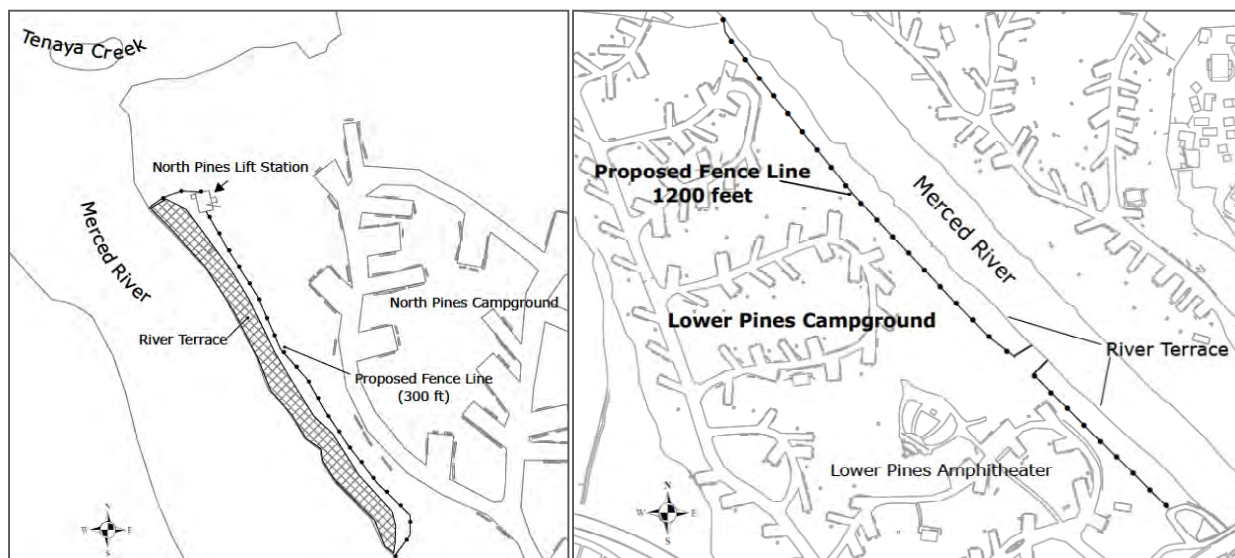 Tenaya Creek
North Pines Lift Station
Merced River
North Pines Campground
River Terrace
Proposed Fence Line
(300 ft)
N
W
E
S
Proposed Fence Line
1200 feet
Merced River
Lower Pines Campground
River Terrace
Lower Pines Amphitheater
N
W
E
S